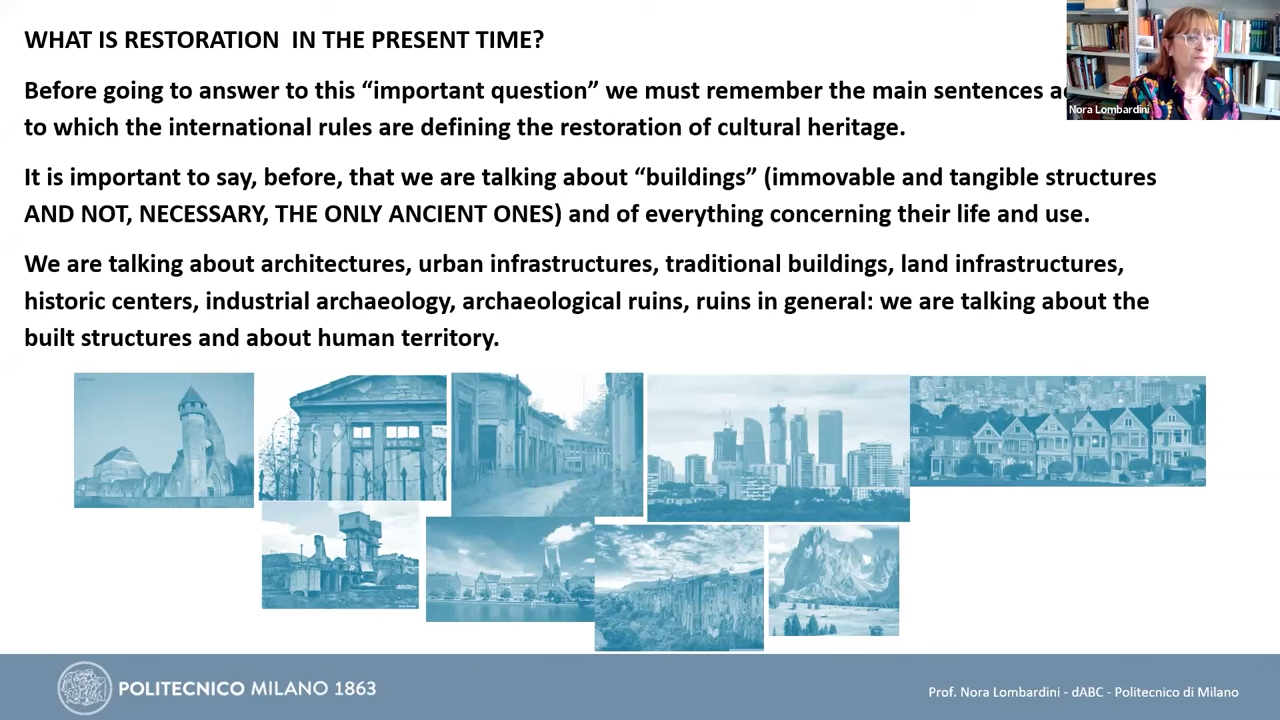 WHAT IS RESTORATION IN THE PRESENT TIME?
Before going to answer to this “important question” we must remember the main sentences
to which the international rules are defining the restoration of cultural heritage.
It is important to say, before, that we are talking about “buildings” (immovable and tangible structures
AND NOT, NECESSARY, THE ONLY ANCIENT ONES) and of everything concerning their life and use.
We are talking about architectures, urban infrastructures, traditional buildings, land infrastructures,
historic centers, industrial archaeology, archaeological ruins, ruins in general: we are talking about the
built structures and about human territory.
Nora Lombardini
POLITECNICO MILANO 1863
Prof. Nora Lombardini - dABC - Politecnico di Milano